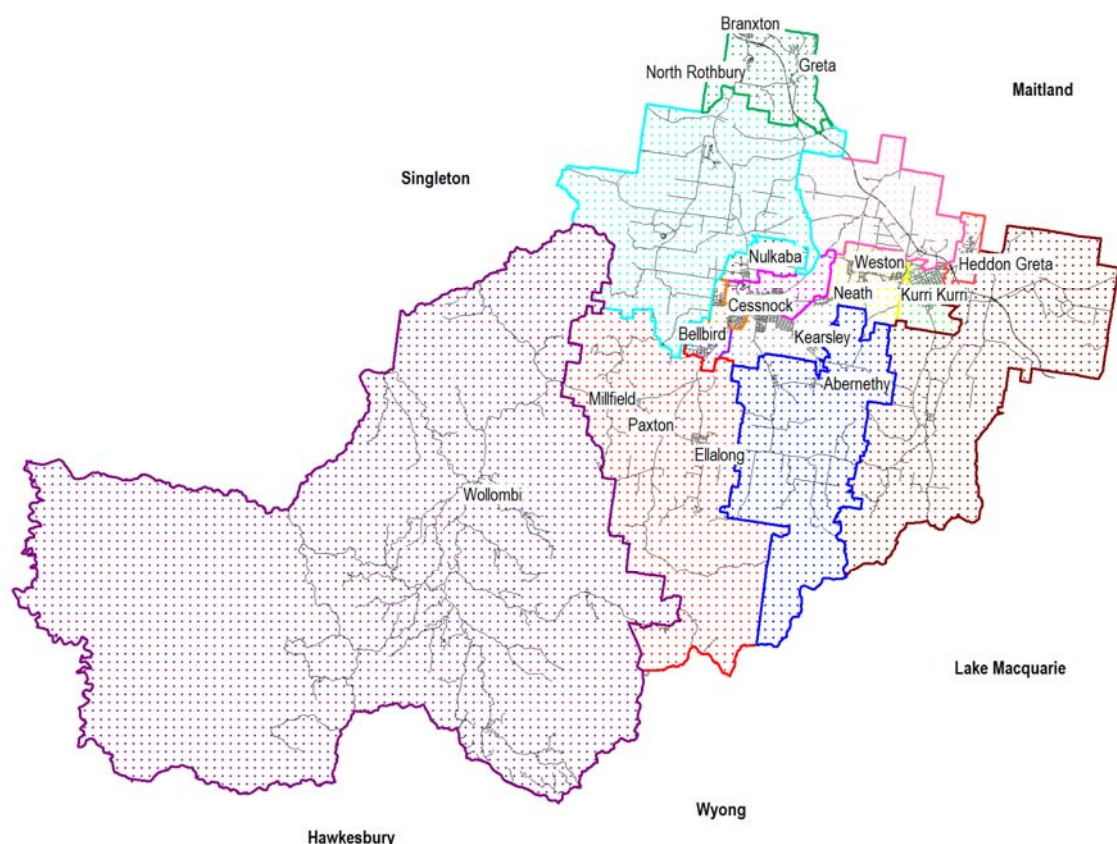 Branxton
North Rothbury
Greta
Maitland
Singleton
Nulkaba
Weston
Heddon Greta
Cessnock
Neath
Kurri Kurri
Bellbird
Kearsley
Abernethy
Millfield
Paxton
Ellalong
Wollombi
Lake Macquarie
Wyong
Hawkesbury